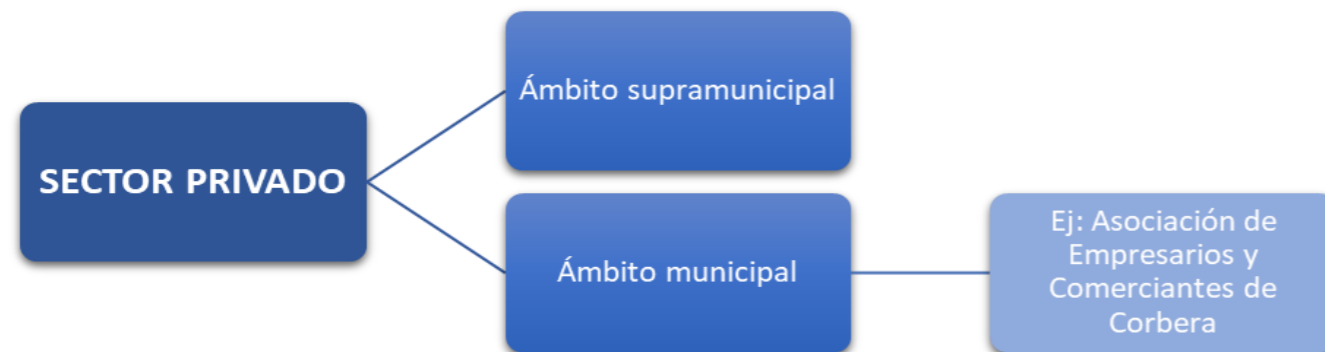 SECTOR PRIVADO
Ámbito supramunicipal
Ámbito municipal
Ej: Asociación de
Empresarios y
Comerciantes de
Corbera